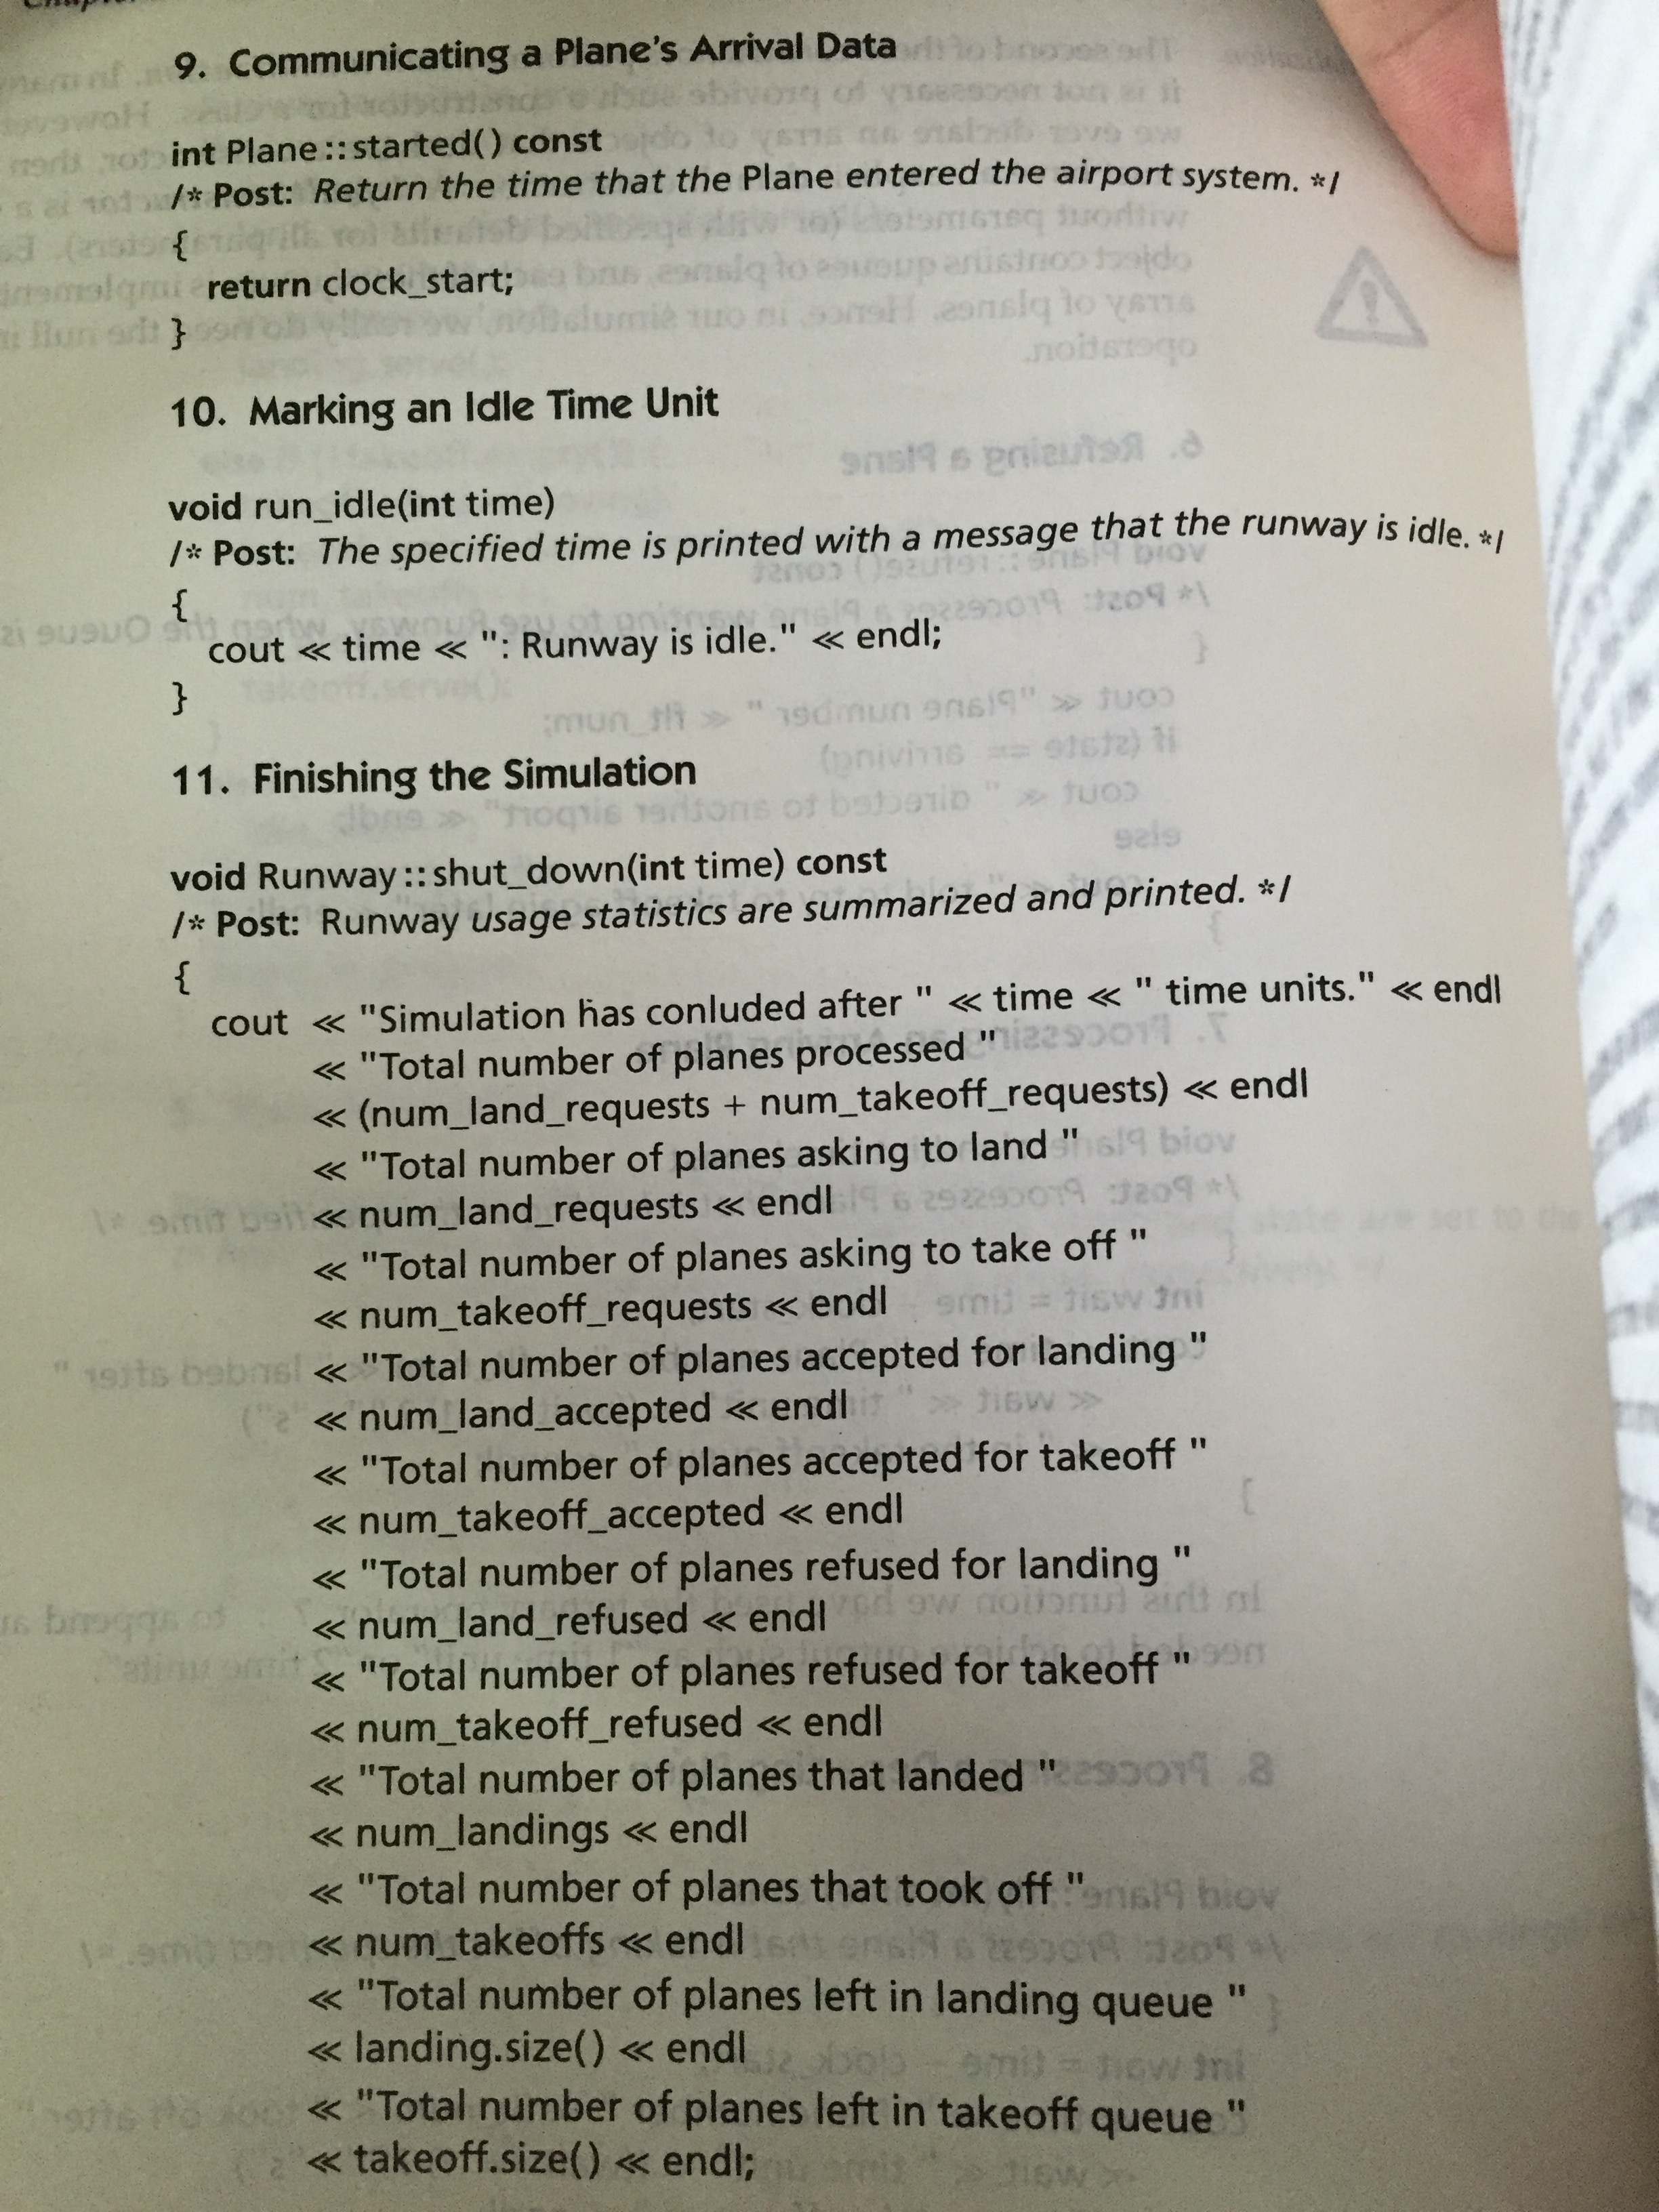 9. Communicating a Plane's Arrival Data
int Plane::started() const
/* Post: Return the time that the Plane entered the airport system. */
{
return clock_start;
}
10. Marking an Idle Time Unit
void run_idle(int time)
/* Post: The specified time is printed with a message that the runway is idle. */
{
cout << time << ": Runway is idle." << endl;
}
11. Finishing the Simulation
void Runway::shut_down(int time) const
/* Post: Runway usage statistics are summarized and printed. */
{
cout << "Simulation has conluded after " << time << " time units." << endl
<< "Total number of planes processed "
<< (num_land_requests + num_takeoff_requests) << endl
<< "Total number of planes asking to land "
<< num_land_requests << endl
<< "Total number of planes asking to take off "
<< num_takeoff_requests << endl
<< "Total number of planes accepted for landing "
<< num_land_accepted << endl
<< "Total number of planes accepted for takeoff "
<< num_takeoff_accepted << endl
<< "Total number of planes refused for landing "
<< num_land_refused << endl
<< "Total number of planes refused for takeoff "
<< num_takeoff_refused << endl
<< "Total number of planes that landed "
<< num_landings << endl
<< "Total number of planes that took off "
<< num_takeoffs << endl
<< "Total number of planes left in landing queue "
<< landing.size() << endl
<< "Total number of planes left in takeoff queue "
<< takeoff.size() << endl;